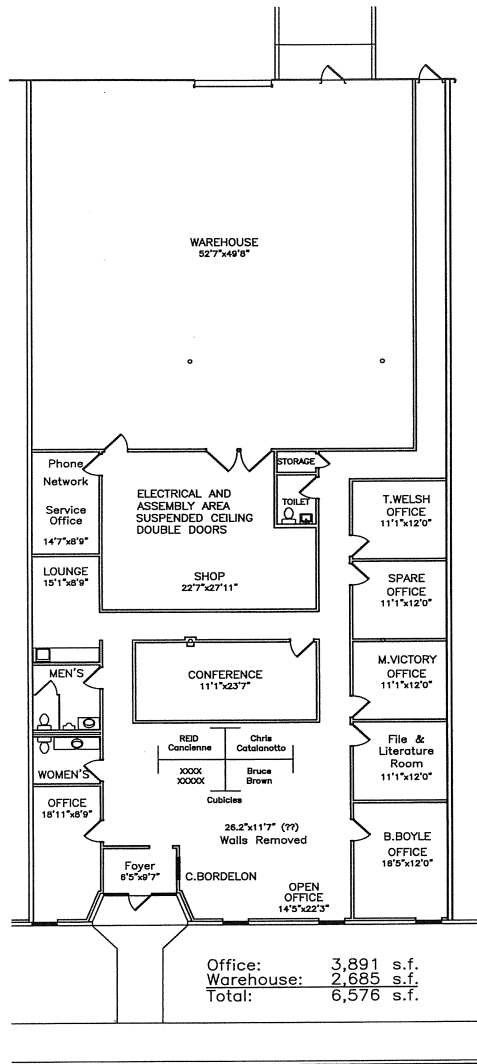 WAREHOUSE
52'7"x49'8"
Phone
Network
Service
Office
14'7"x8'9"
STORAGE
TOILET
ELECTRICAL AND
ASSEMBLY AREA
SUSPENDED CEILING
DOUBLE DOORS
SHOP
22'7"x27'11"
T.WELSH
OFFICE
11'1"x12'0"
LOUNGE
15'1"x8'9"
SPARE
OFFICE
11'1"x12'0"
MEN'S
CONFERENCE
11'1"x23'7"
M.VICTORY
OFFICE
11'1"x12'0"
REID
Cancienne
Chris
Catalanotto
XXXX
XXXXX
Bruce
Brown
Cubicles
File &
Literature
Room
11'1"x12'0"
WOMEN'S
OFFICE
18'11"x8'9"
26.2"x11'7" (??)
Walls Removed
B.BOYLE
OFFICE
16'5"x12'0"
Foyer
6'5"x9'7"
C.BORDELON
OPEN
OFFICE
14'5"x22'3"
Office: 3,891 s.f.
Warehouse: 2,685 s.f.
Total: 6,576 s.f.